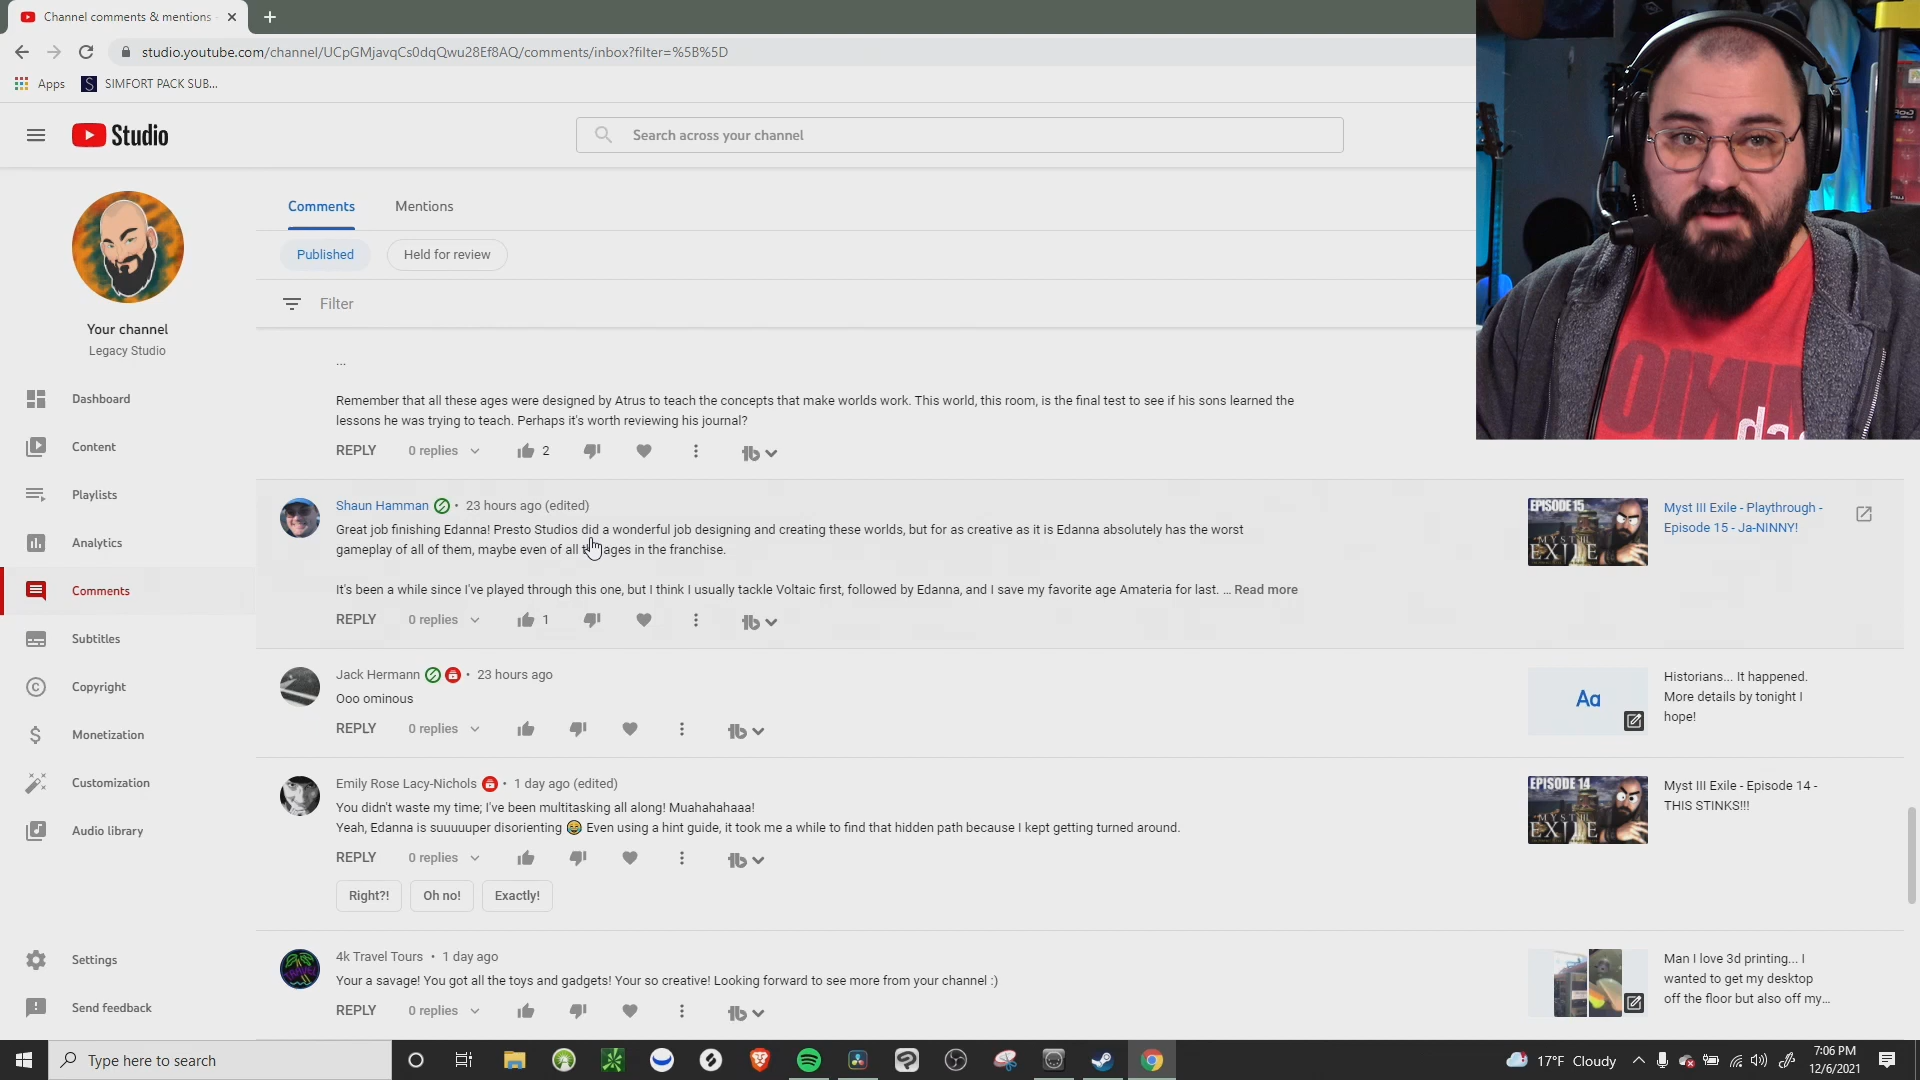 Channel comments & mentions
studio.youtube.com/channel/UCpGMjavqCs0dqQwu28Ef8AQ/comments/inbox?filter=%5B%5D
Apps
SIMFORT PACK SUB...
Studio
Search across your channel
Your channel
Legacy Studio
Dashboard
Content
Playlists
Analytics
Comments
Subtitles
Copyright
Monetization
Customization
Audio library
Settings
Send feedback
Comments
Mentions
Published
Held for review
Filter
...
Remember that all these ages were designed by Atrus to teach the concepts that make worlds work. This world, this room, is the final test to see if his sons learned the
lessons he was trying to teach. Perhaps it's worth reviewing his journal?
REPLY 0 replies 2
Shaun Hamman • 23 hours ago (edited)
Great job finishing Edanna! Presto Studios did a wonderful job designing and creating these worlds, but for as creative as it is Edanna absolutely has the worst
gameplay of all of them, maybe even of all ages in the franchise.
It's been a while since I've played through this one, but I think I usually tackle Voltaic first, followed by Edanna, and I save my favorite age Amateria for last. ... Read more
REPLY 0 replies 1
EPISODE 15
MYST III
EXILE
Myst III Exile - Playthrough -
Episode 15 - Ja-NINNY!
Jack Hermann • 23 hours ago
Ooo ominous
REPLY 0 replies
Aa
Historians... It happened.
More details by tonight I
hope!
Emily Rose Lacy-Nichols • 1 day ago (edited)
You didn't waste my time; I've been multitasking all along! Muahahahaaa!
Yeah, Edanna is suuuuuper disorienting 😂 Even using a hint guide, it took me a while to find that hidden path because I kept getting turned around.
REPLY 0 replies
Right?!
Oh no!
Exactly!
EPISODE 14
MYST III
EXILE
Myst III Exile - Episode 14 -
THIS STINKS!!!
4k Travel Tours • 1 day ago
Your a savage! You got all the toys and gadgets! Your so creative! Looking forward to see more from your channel :)
REPLY 0 replies
Man I love 3d printing... I
wanted to get my desktop
off the floor but also off my...
Type here to search
17°F Cloudy
7:06 PM
12/6/2021